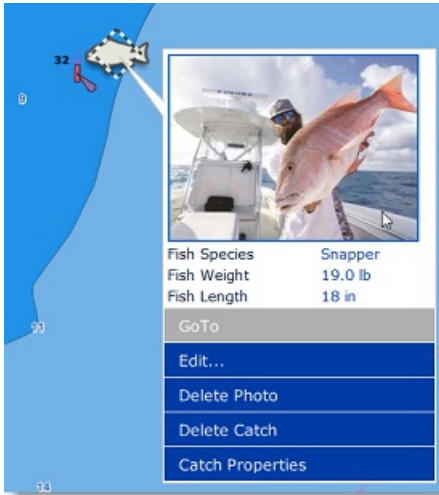 32
9
FURUNO
Fish Species Snapper
Fish Weight 19.0 lb
Fish Length 18 in
11
GoTo
Edit...
Delete Photo
Delete Catch
Catch Properties
14